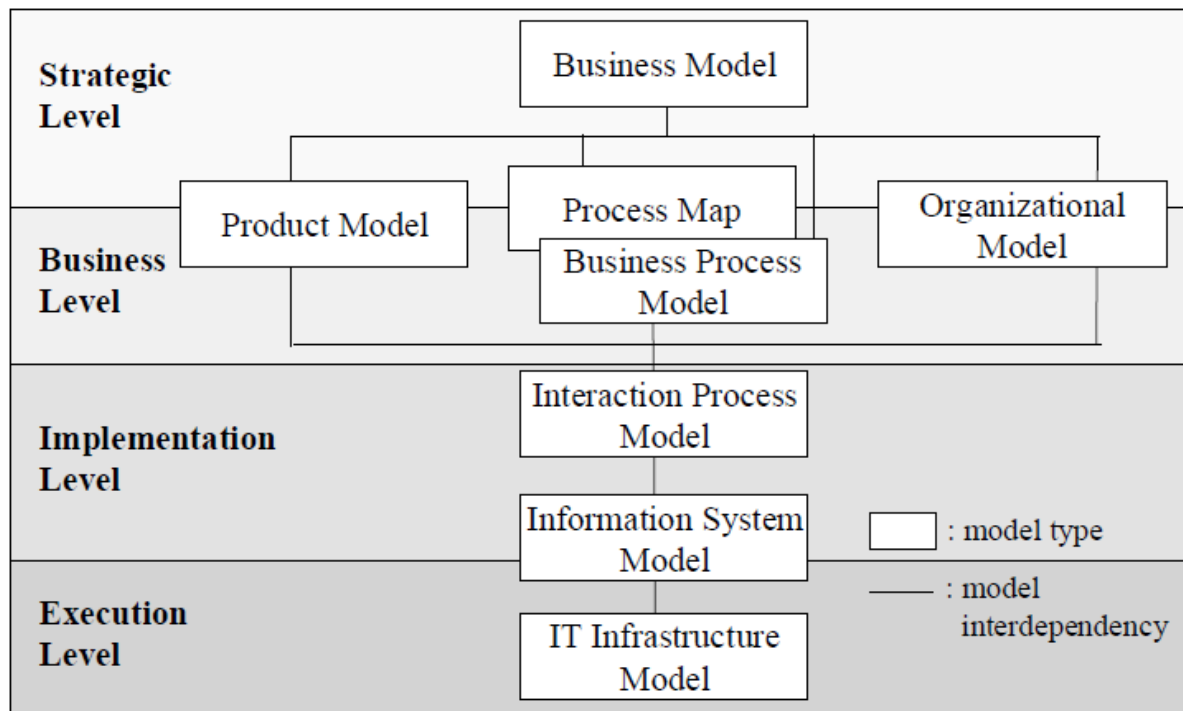 Strategic
Level
Business Model
Product Model
Process Map
Organizational
Model
Business
Level
Business Process
Model
Implementation
Level
Interaction Process
Model
Information System
Model
: model type
Execution
Level
IT Infrastructure
Model
: model
interdependency